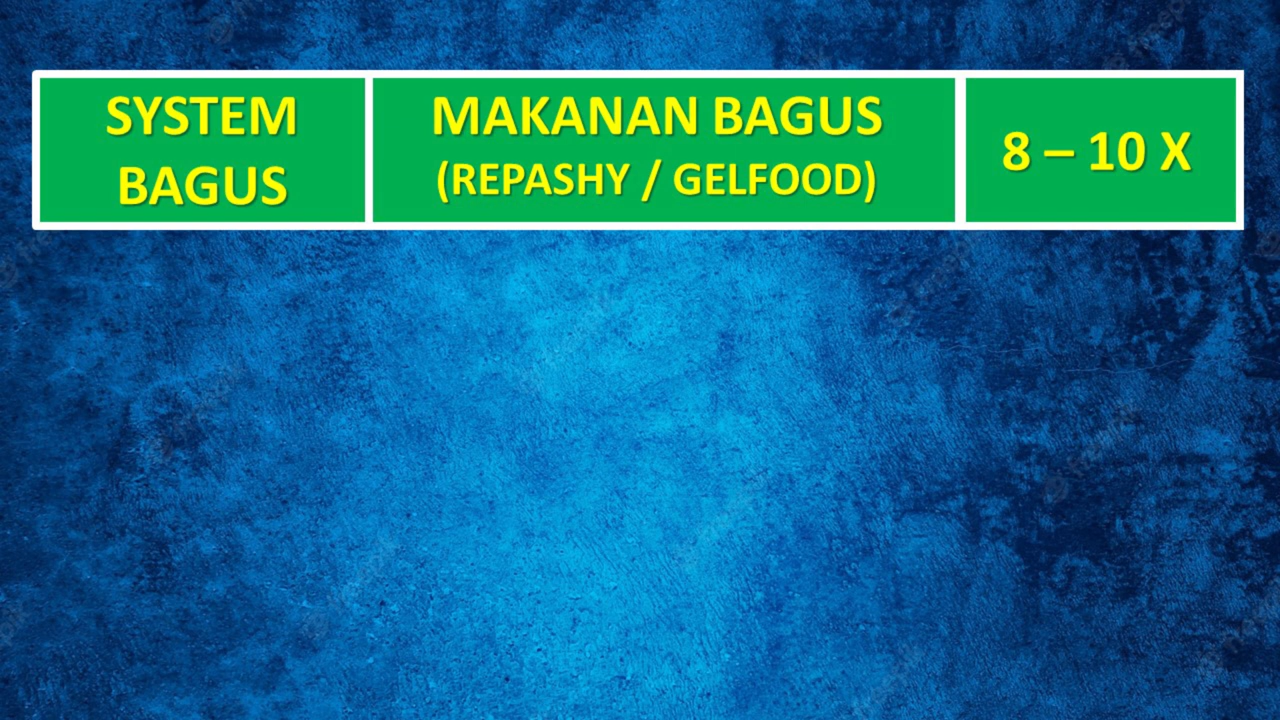 SYSTEM
BAGUS
MAKANAN BAGUS
(REPASHY / GELFOOD)
8 – 10 X